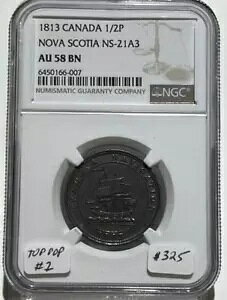 1813 CANADA 1/2P
NOVA SCOTIA NS-21A3
AU 58 BN
6450166-007
NUMISMATIC GUARANTY COMPANY
NGC
TOP POP
#2
$325